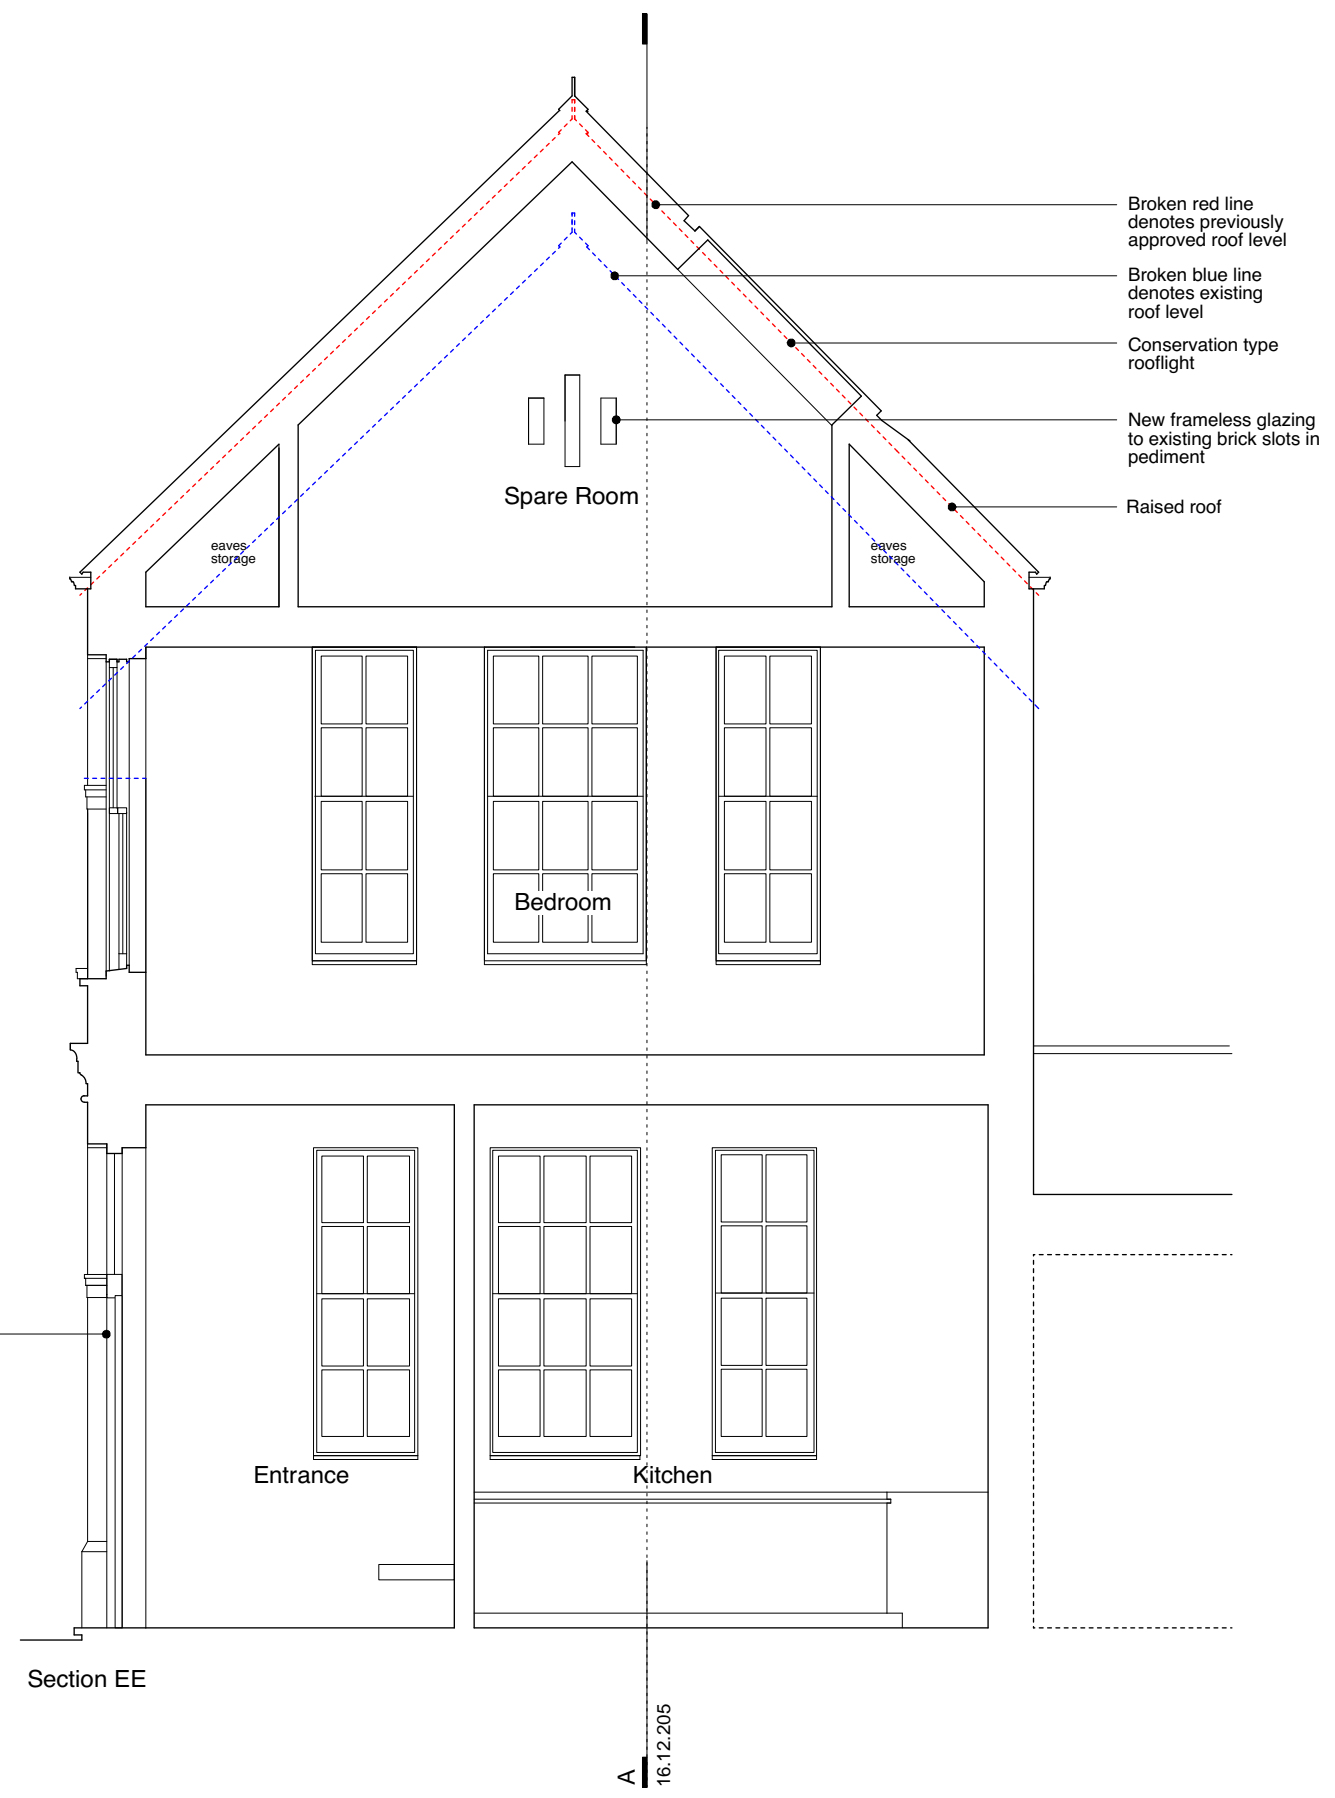 Broken red line
denotes previously
approved roof level
Broken blue line
denotes existing
roof level
Conservation type
rooflight
New frameless glazing
to existing brick slots in
pediment
Spare Room
Raised roof
eaves
storage
eaves
storage
Bedroom
Entrance
Kitchen
Section EE
A
16.12.205